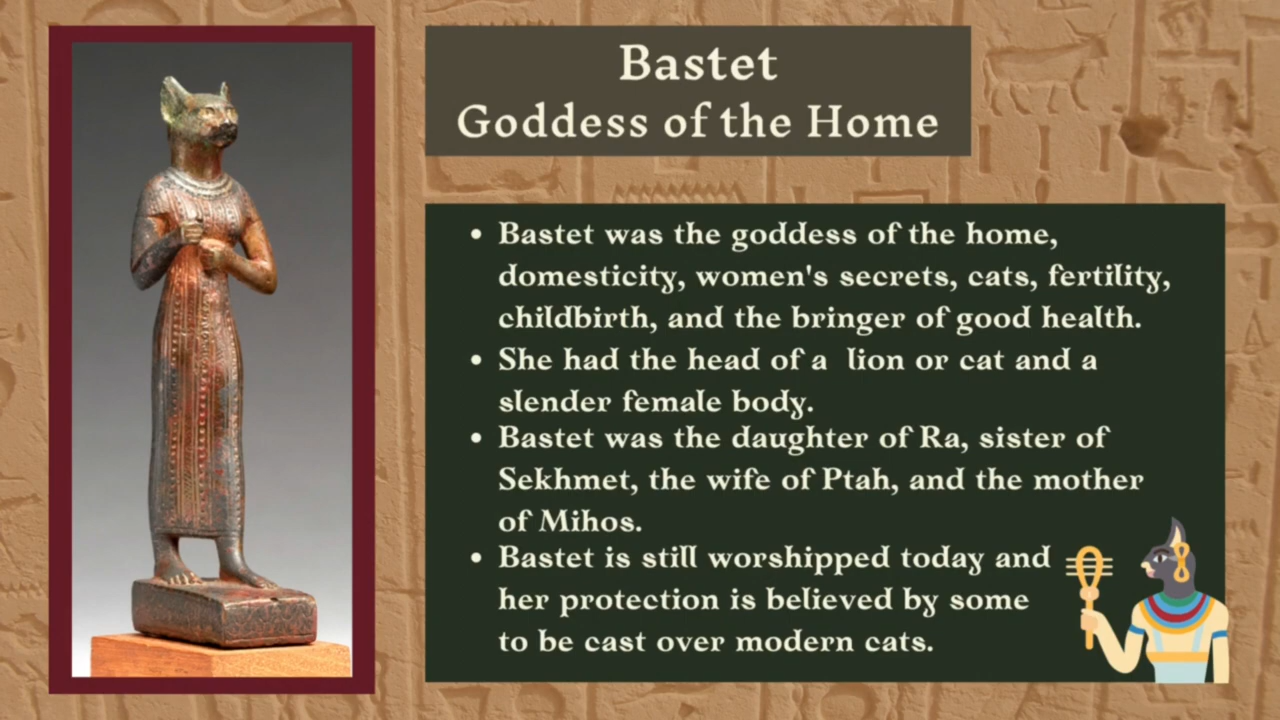 Bastet
Goddess of the Home
• Bastet was the goddess of the home,
domesticity, women's secrets, cats, fertility,
childbirth, and the bringer of good health.
• She had the head of a  lion or cat and a
slender female body.
• Bastet was the daughter of Ra, sister of
Sekhmet, the wife of Ptah, and the mother
of Mihos.
• Bastet is still worshipped today and
her protection is believed by some
to be cast over modern cats.